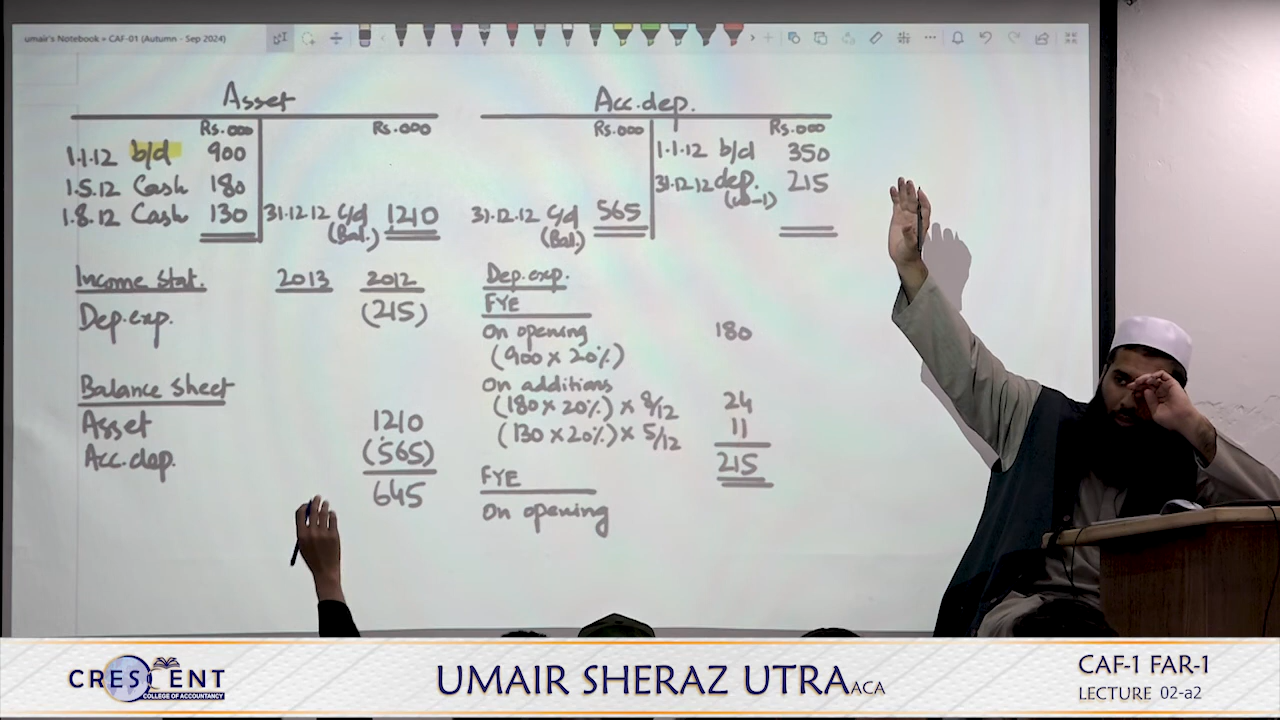 umair's Notebook » CAF-01 (Autumn - Sep 2024)
Asset
Rs.000 Rs.000
1.1.12 b/d 900
1.5.12 Cash 180
1.8.12 Cash 130 31.12.12 c/d 1210
(Bal.)
Acc.dep.
Rs.000 Rs.000
1.1.12 b/d 350
31.12.12 dep. 215
(W-1)
31.12.12 c/d 565
(Bal.)
Income Stat. 2013 2012
Dep.exp. (215)
Balance Sheet
Asset 1210
Acc.dep. (565)
645
Dep.exp.
FYE
On opening 180
(900 × 20%)
On additions
(180 × 20%) × 8/12 24
(130 × 20%) × 5/12 11
215
FYE
On opening
CRESCENT
COLLEGE OF ACCOUNTANCY
UMAIR SHERAZ UTRA ACA
CAF-1 FAR-1
LECTURE 02-a2